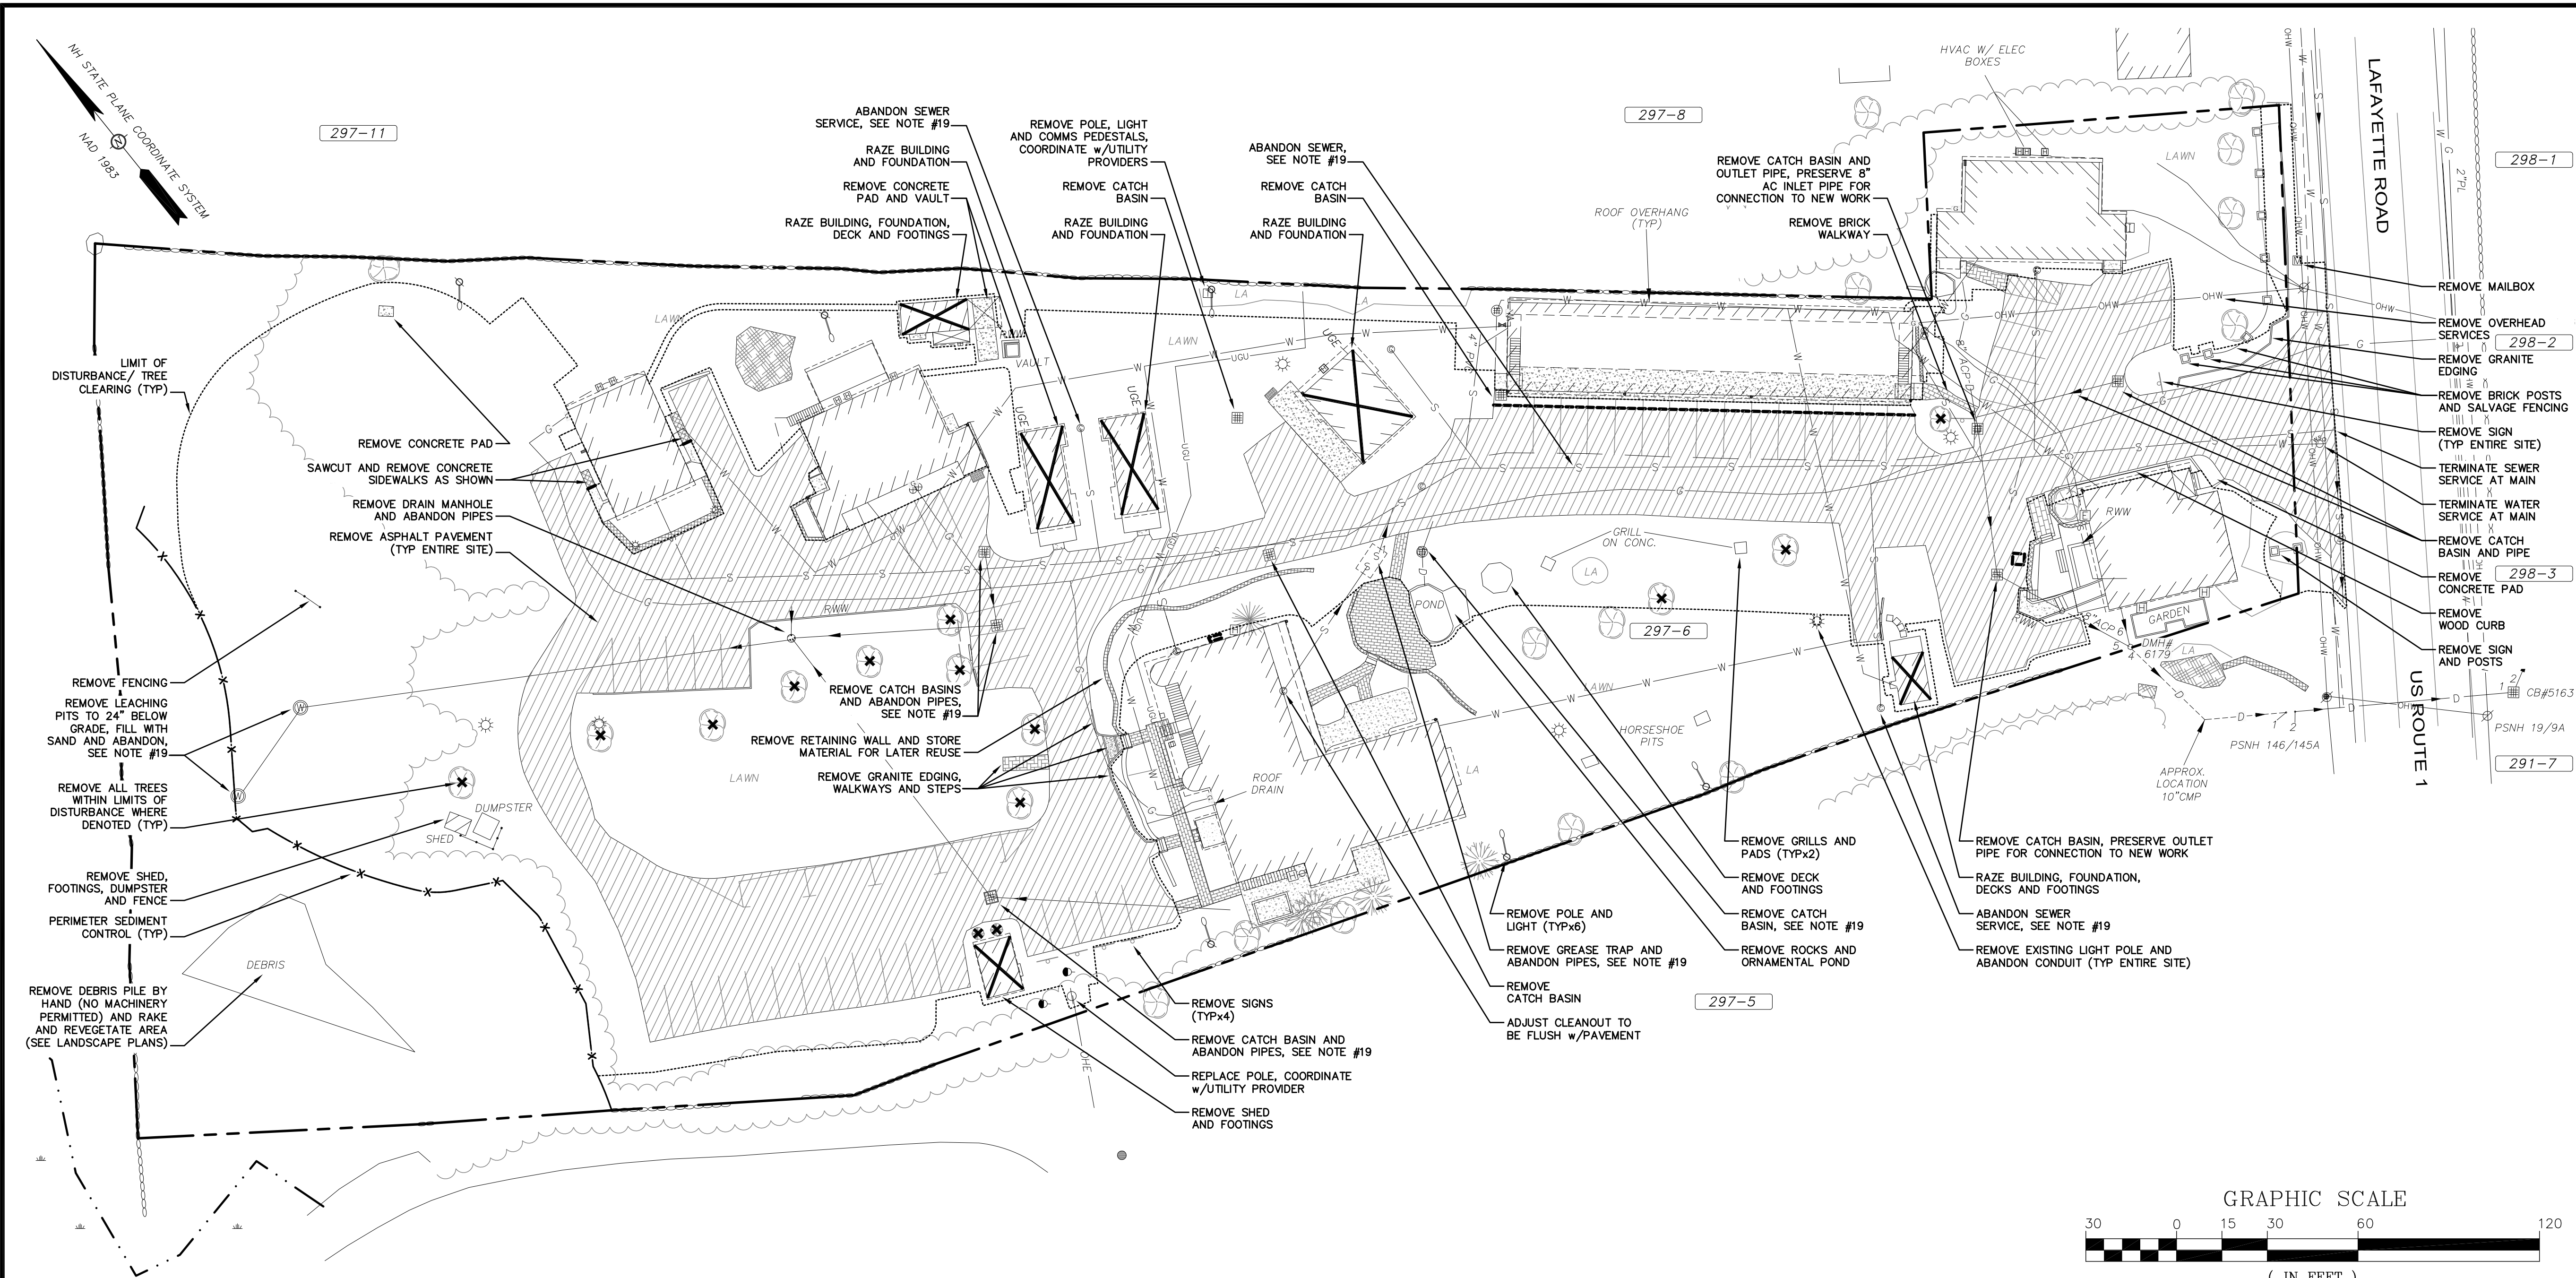 NH STATE PLANE COORDINATE SYSTEM
NAD 1983
297-11
297-8
298-1
298-2
298-3
291-7
297-6
297-5
LAFAYETTE ROAD
US ROUTE 1
HVAC W/ ELEC
BOXES
ROOF OVERHANG
(TYP)
LAWN
2"PL
ABANDON SEWER
SERVICE, SEE NOTE #19
RAZE BUILDING
AND FOUNDATION
REMOVE CONCRETE
PAD AND VAULT
RAZE BUILDING, FOUNDATION,
DECK AND FOOTINGS
REMOVE POLE, LIGHT
AND COMMS PEDESTALS,
COORDINATE w/UTILITY
PROVIDERS
REMOVE CATCH
BASIN
RAZE BUILDING
AND FOUNDATION
ABANDON SEWER,
SEE NOTE #19
REMOVE CATCH
BASIN
RAZE BUILDING
AND FOUNDATION
REMOVE CATCH BASIN AND
OUTLET PIPE, PRESERVE 8"
AC INLET PIPE FOR
CONNECTION TO NEW WORK
REMOVE BRICK
WALKWAY
REMOVE MAILBOX
REMOVE OVERHEAD
SERVICES
REMOVE GRANITE
EDGING
REMOVE BRICK POSTS
AND SALVAGE FENCING
REMOVE SIGN
(TYP ENTIRE SITE)
TERMINATE SEWER
SERVICE AT MAIN
TERMINATE WATER
SERVICE AT MAIN
REMOVE CATCH
BASIN AND PIPE
REMOVE
CONCRETE PAD
REMOVE
WOOD CURB
REMOVE SIGN
AND POSTS
LIMIT OF
DISTURBANCE/ TREE
CLEARING (TYP)
REMOVE CONCRETE PAD
SAWCUT AND REMOVE CONCRETE
SIDEWALKS AS SHOWN
REMOVE DRAIN MANHOLE
AND ABANDON PIPES
REMOVE ASPHALT PAVEMENT
(TYP ENTIRE SITE)
REMOVE FENCING
REMOVE LEACHING
PITS TO 24" BELOW
GRADE, FILL WITH
SAND AND ABANDON,
SEE NOTE #19
REMOVE ALL TREES
WITHIN LIMITS OF
DISTURBANCE WHERE
DENOTED (TYP)
REMOVE SHED,
FOOTINGS, DUMPSTER
AND FENCE
PERIMETER SEDIMENT
CONTROL (TYP)
REMOVE DEBRIS PILE BY
HAND (NO MACHINERY
PERMITTED) AND RAKE
AND REVEGETATE AREA
(SEE LANDSCAPE PLANS)
DEBRIS
SHED
DUMPSTER
LAWN
LAWN
LAWN
VAULT
RWW
UGE
UGE
UGE
UGU
UGU
LA
LA
RWW
REMOVE CATCH BASINS
AND ABANDON PIPES,
SEE NOTE #19
REMOVE RETAINING WALL AND STORE
MATERIAL FOR LATER REUSE
REMOVE GRANITE EDGING,
WALKWAYS AND STEPS
ROOF
DRAIN
LA
POND
GRILL
ON CONC.
LA
LAWN
HORSESHOE
PITS
RWW
RWW
GARDEN
DMH#
6179
LA
8" ACP
CB#5163
PSNH 19/9A
PSNH 146/145A
APPROX.
LOCATION
10"CMP
REMOVE GRILLS AND
PADS (TYPx2)
REMOVE DECK
AND FOOTINGS
REMOVE CATCH
BASIN, SEE NOTE #19
REMOVE ROCKS AND
ORNAMENTAL POND
REMOVE CATCH BASIN, PRESERVE OUTLET
PIPE FOR CONNECTION TO NEW WORK
RAZE BUILDING, FOUNDATION,
DECKS AND FOOTINGS
ABANDON SEWER
SERVICE, SEE NOTE #19
REMOVE EXISTING LIGHT POLE AND
ABANDON CONDUIT (TYP ENTIRE SITE)
REMOVE POLE AND
LIGHT (TYPx6)
REMOVE GREASE TRAP AND
ABANDON PIPES, SEE NOTE #19
REMOVE
CATCH BASIN
ADJUST CLEANOUT TO
BE FLUSH w/PAVEMENT
REMOVE SIGNS
(TYPx4)
REMOVE CATCH BASIN AND
ABANDON PIPES, SEE NOTE #19
REPLACE POLE, COORDINATE
w/UTILITY PROVIDER
REMOVE SHED
AND FOOTINGS
OHE
GRAPHIC SCALE
30 0 15 30 60 120
( IN FEET )